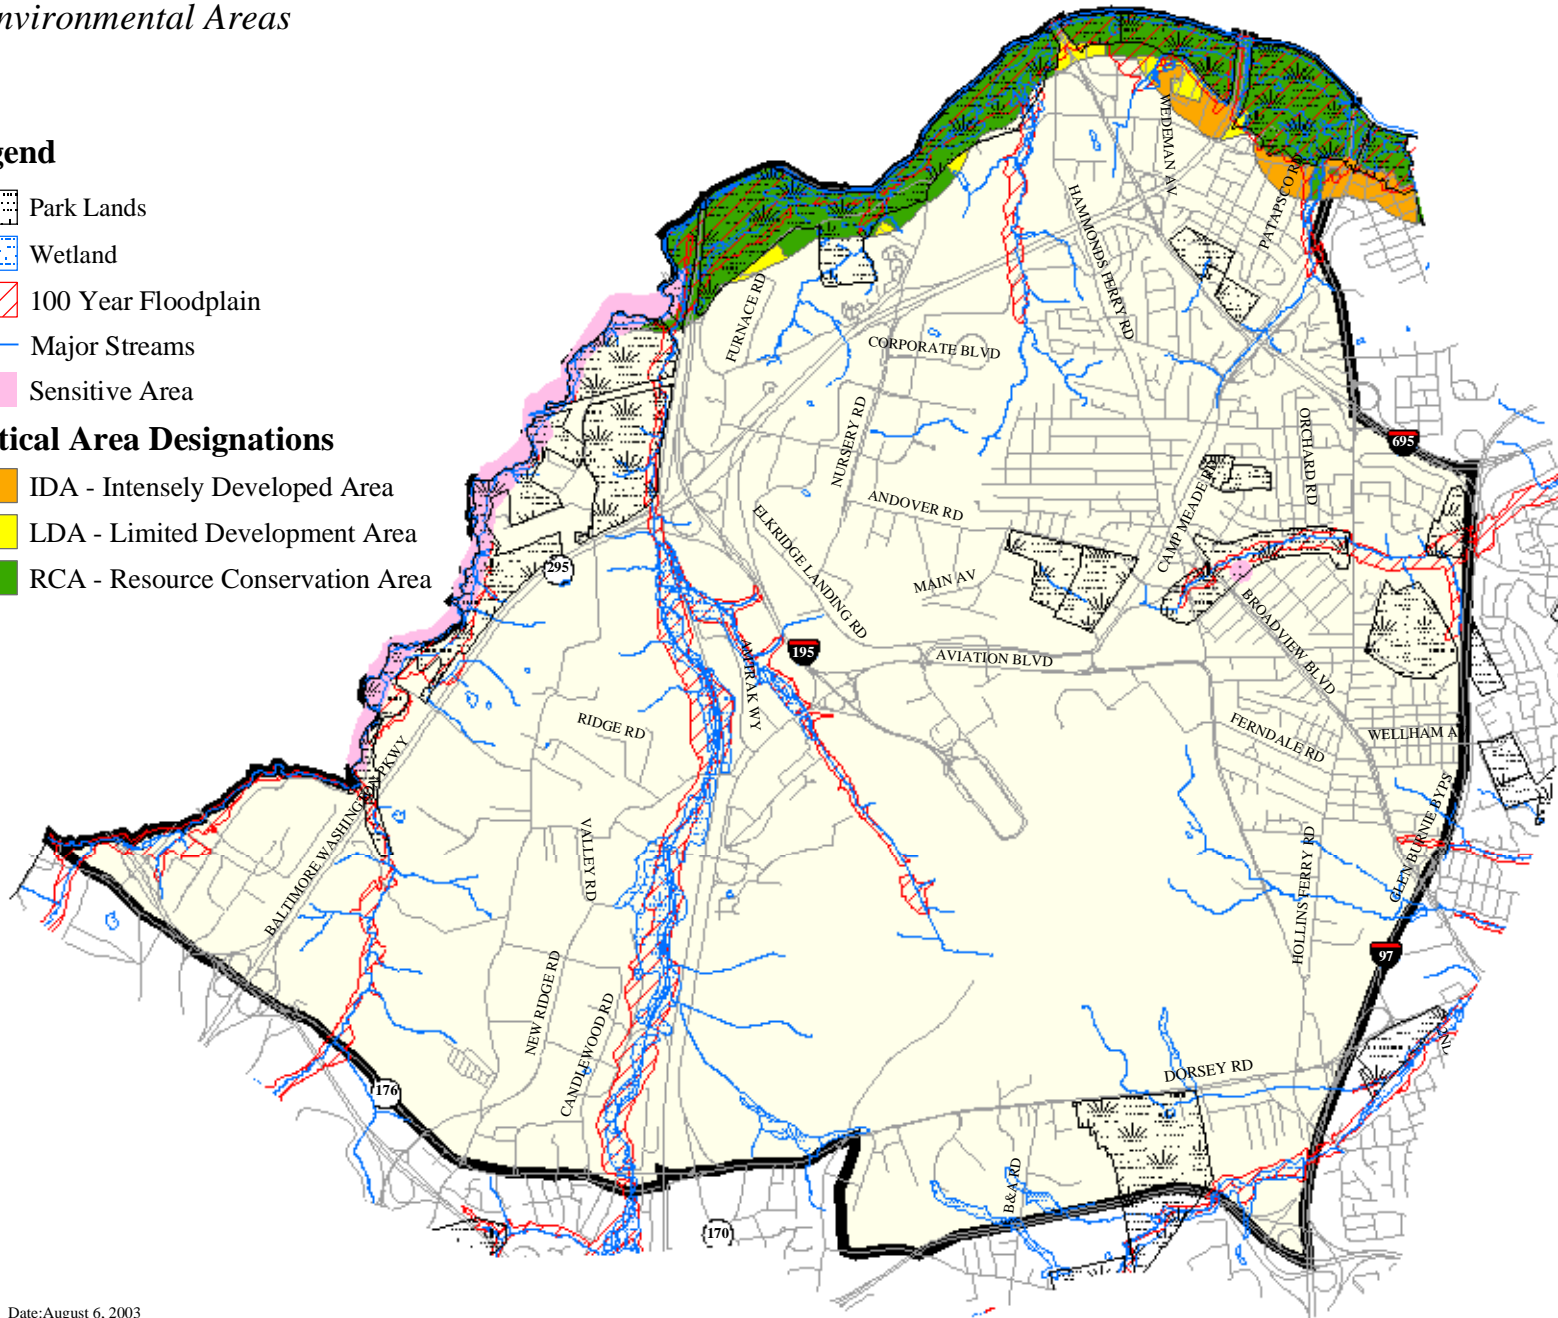 nvironmental Areas
gend
Park Lands
Wetland
100 Year Floodplain
Major Streams
Sensitive Area
tical Area Designations
IDA - Intensely Developed Area
LDA - Limited Development Area
RCA - Resource Conservation Area
WEDEMAN AV
PATAPSCO RD
HAMMONDS FERRY RD
FURNACE RD
CORPORATE BLVD
NURSERY RD
ORCHARD RD
695
ANDOVER RD
CAMP MEADE RD
ELKRIDGE LANDING RD
295
MAIN AV
BROADVIEW BLVD
195
AVIATION BLVD
AMTRAK WY
RIDGE RD
FERNDALE RD
WELLHAM A
BALTIMORE WASHINGTON PKWY
VALLEY RD
HOLLINS FERRY RD
GLEN BURNIE BYPS
97
NEW RIDGE RD
CANDLEWOOD RD
DORSEY RD
176
B&A RD
170
Date:August 6, 2003